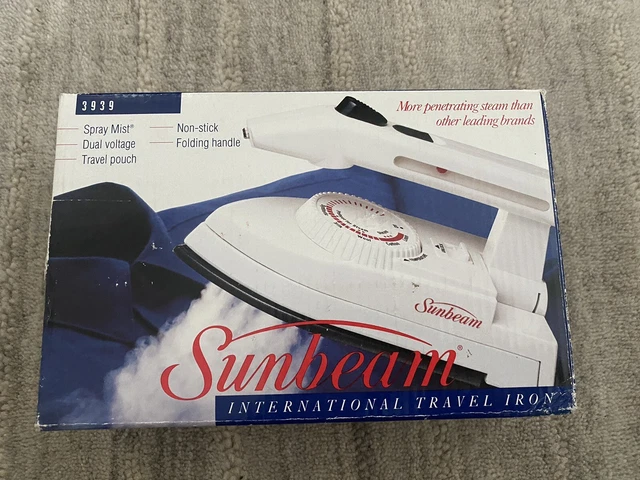 3939
Spray Mist®
Dual voltage
Travel pouch
Non-stick
Folding handle
More penetrating steam than
other leading brands
Sunbeam
Sunbeam®
INTERNATIONAL TRAVEL IRON